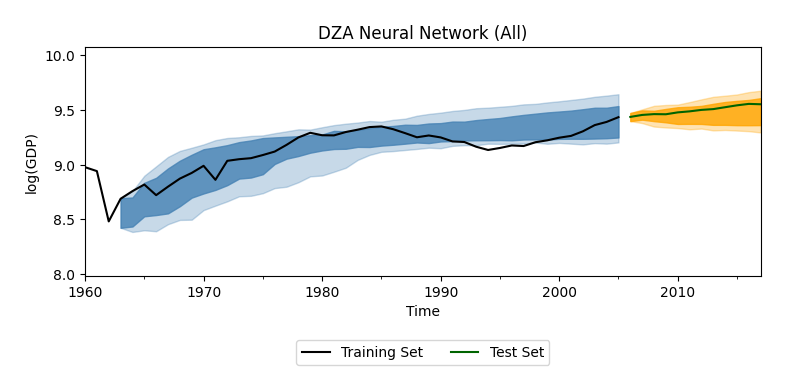 DZA Neural Network (All)
10.0
9.5
9.0
8.5
8.0
log(GDP)
1960 1970 1980 1990 2000 2010
Time
Training Set Test Set